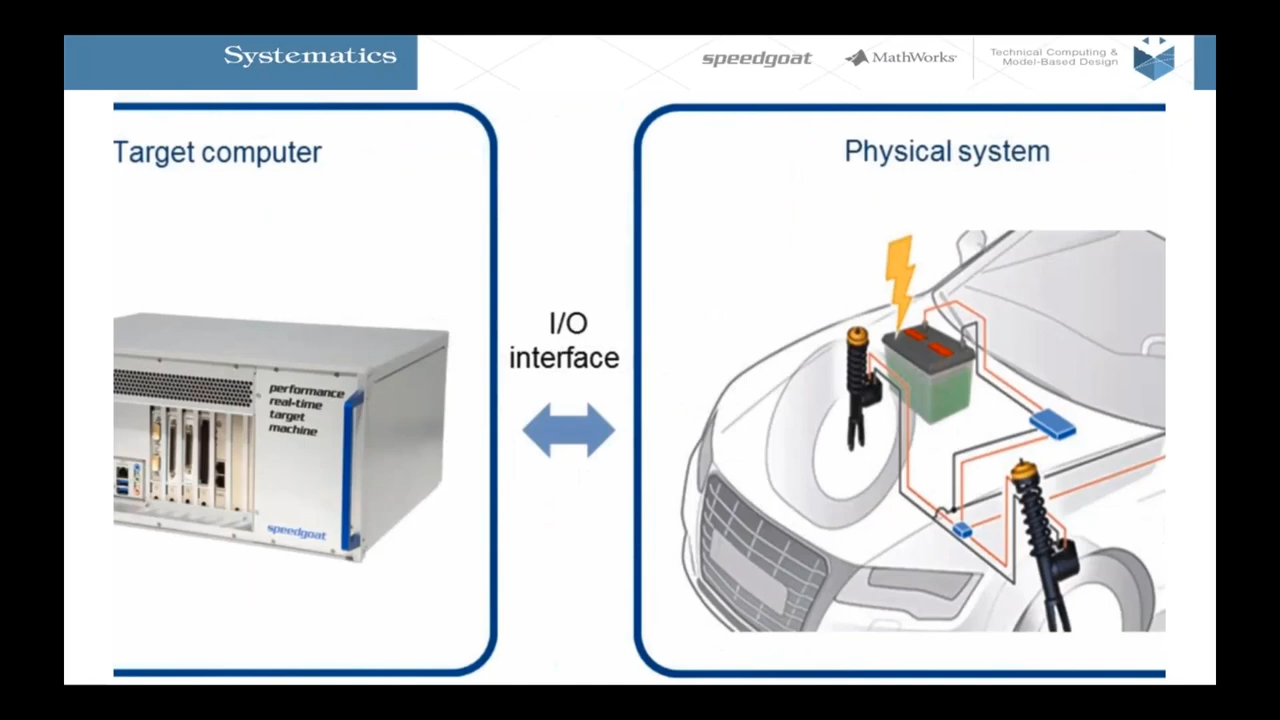 Systematics
speedgoat
MathWorks
Technical Computing &
Model-Based Design
Target computer
Physical system
I/O
interface
performance
real-time
target
machine
speedgoat